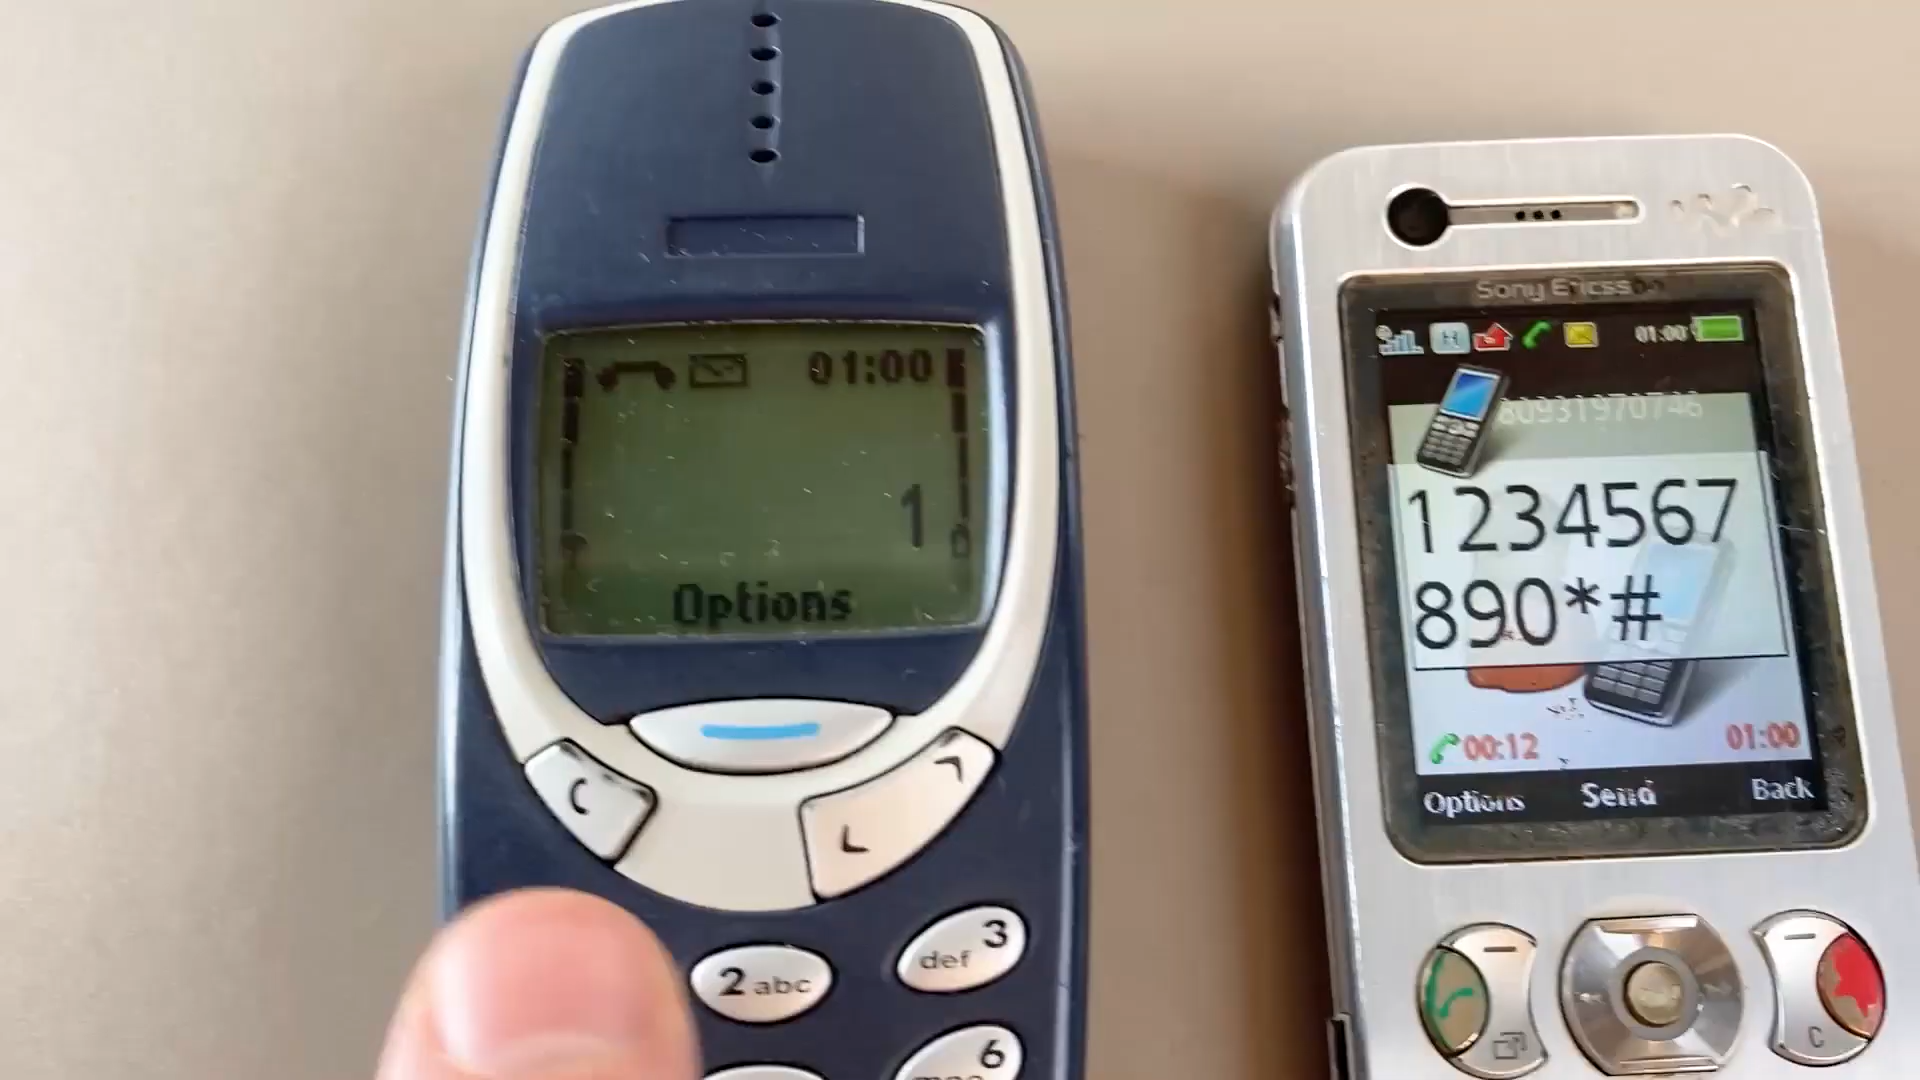 01:00
1
Options
C
2 abc
def 3
6
Sony Ericsson
H
01:00
80931970746
1234567
890*#
00:12
01:00
Options
Send
Back
C